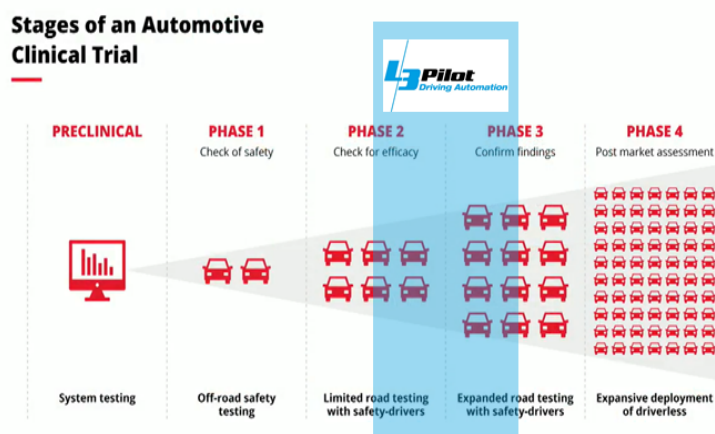 Stages of an Automotive
Clinical Trial
L3 Pilot
Driving Automation
PRECLINICAL
PHASE 1
Check of safety
PHASE 2
Check for efficacy
PHASE 3
Confirm findings
PHASE 4
Post market assessment
System testing
Off-road safety
testing
Limited road testing
with safety-drivers
Expanded road testing
with safety-drivers
Expansive deployment
of driverless